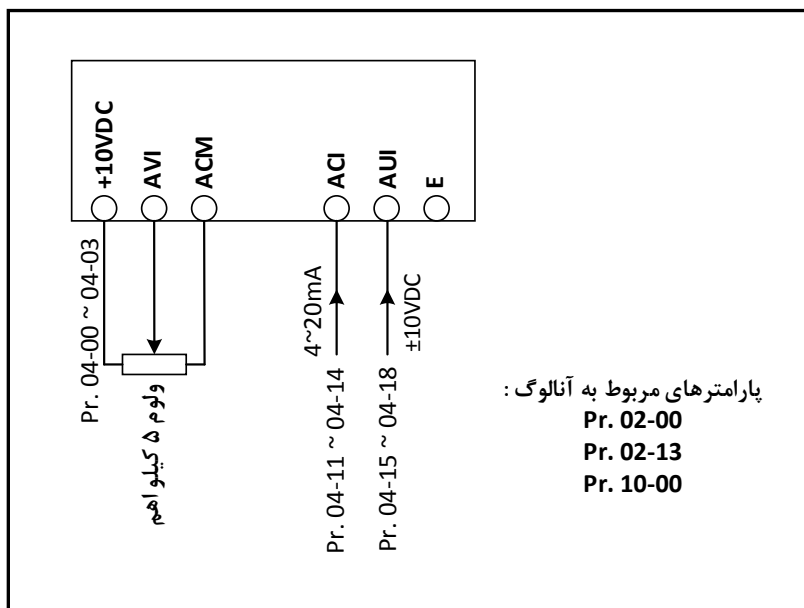 +10VDC
AVI
ACM
ACI
AUI
E
Pr. 04-00 ~ 04-03
ولوم ۵ کیلو اهم
4~20mA
Pr. 04-11 ~ 04-14
±10VDC
Pr. 04-15 ~ 04-18
پارامترهای مربوط به آنالوگ :
Pr. 02-00
Pr. 02-13
Pr. 10-00